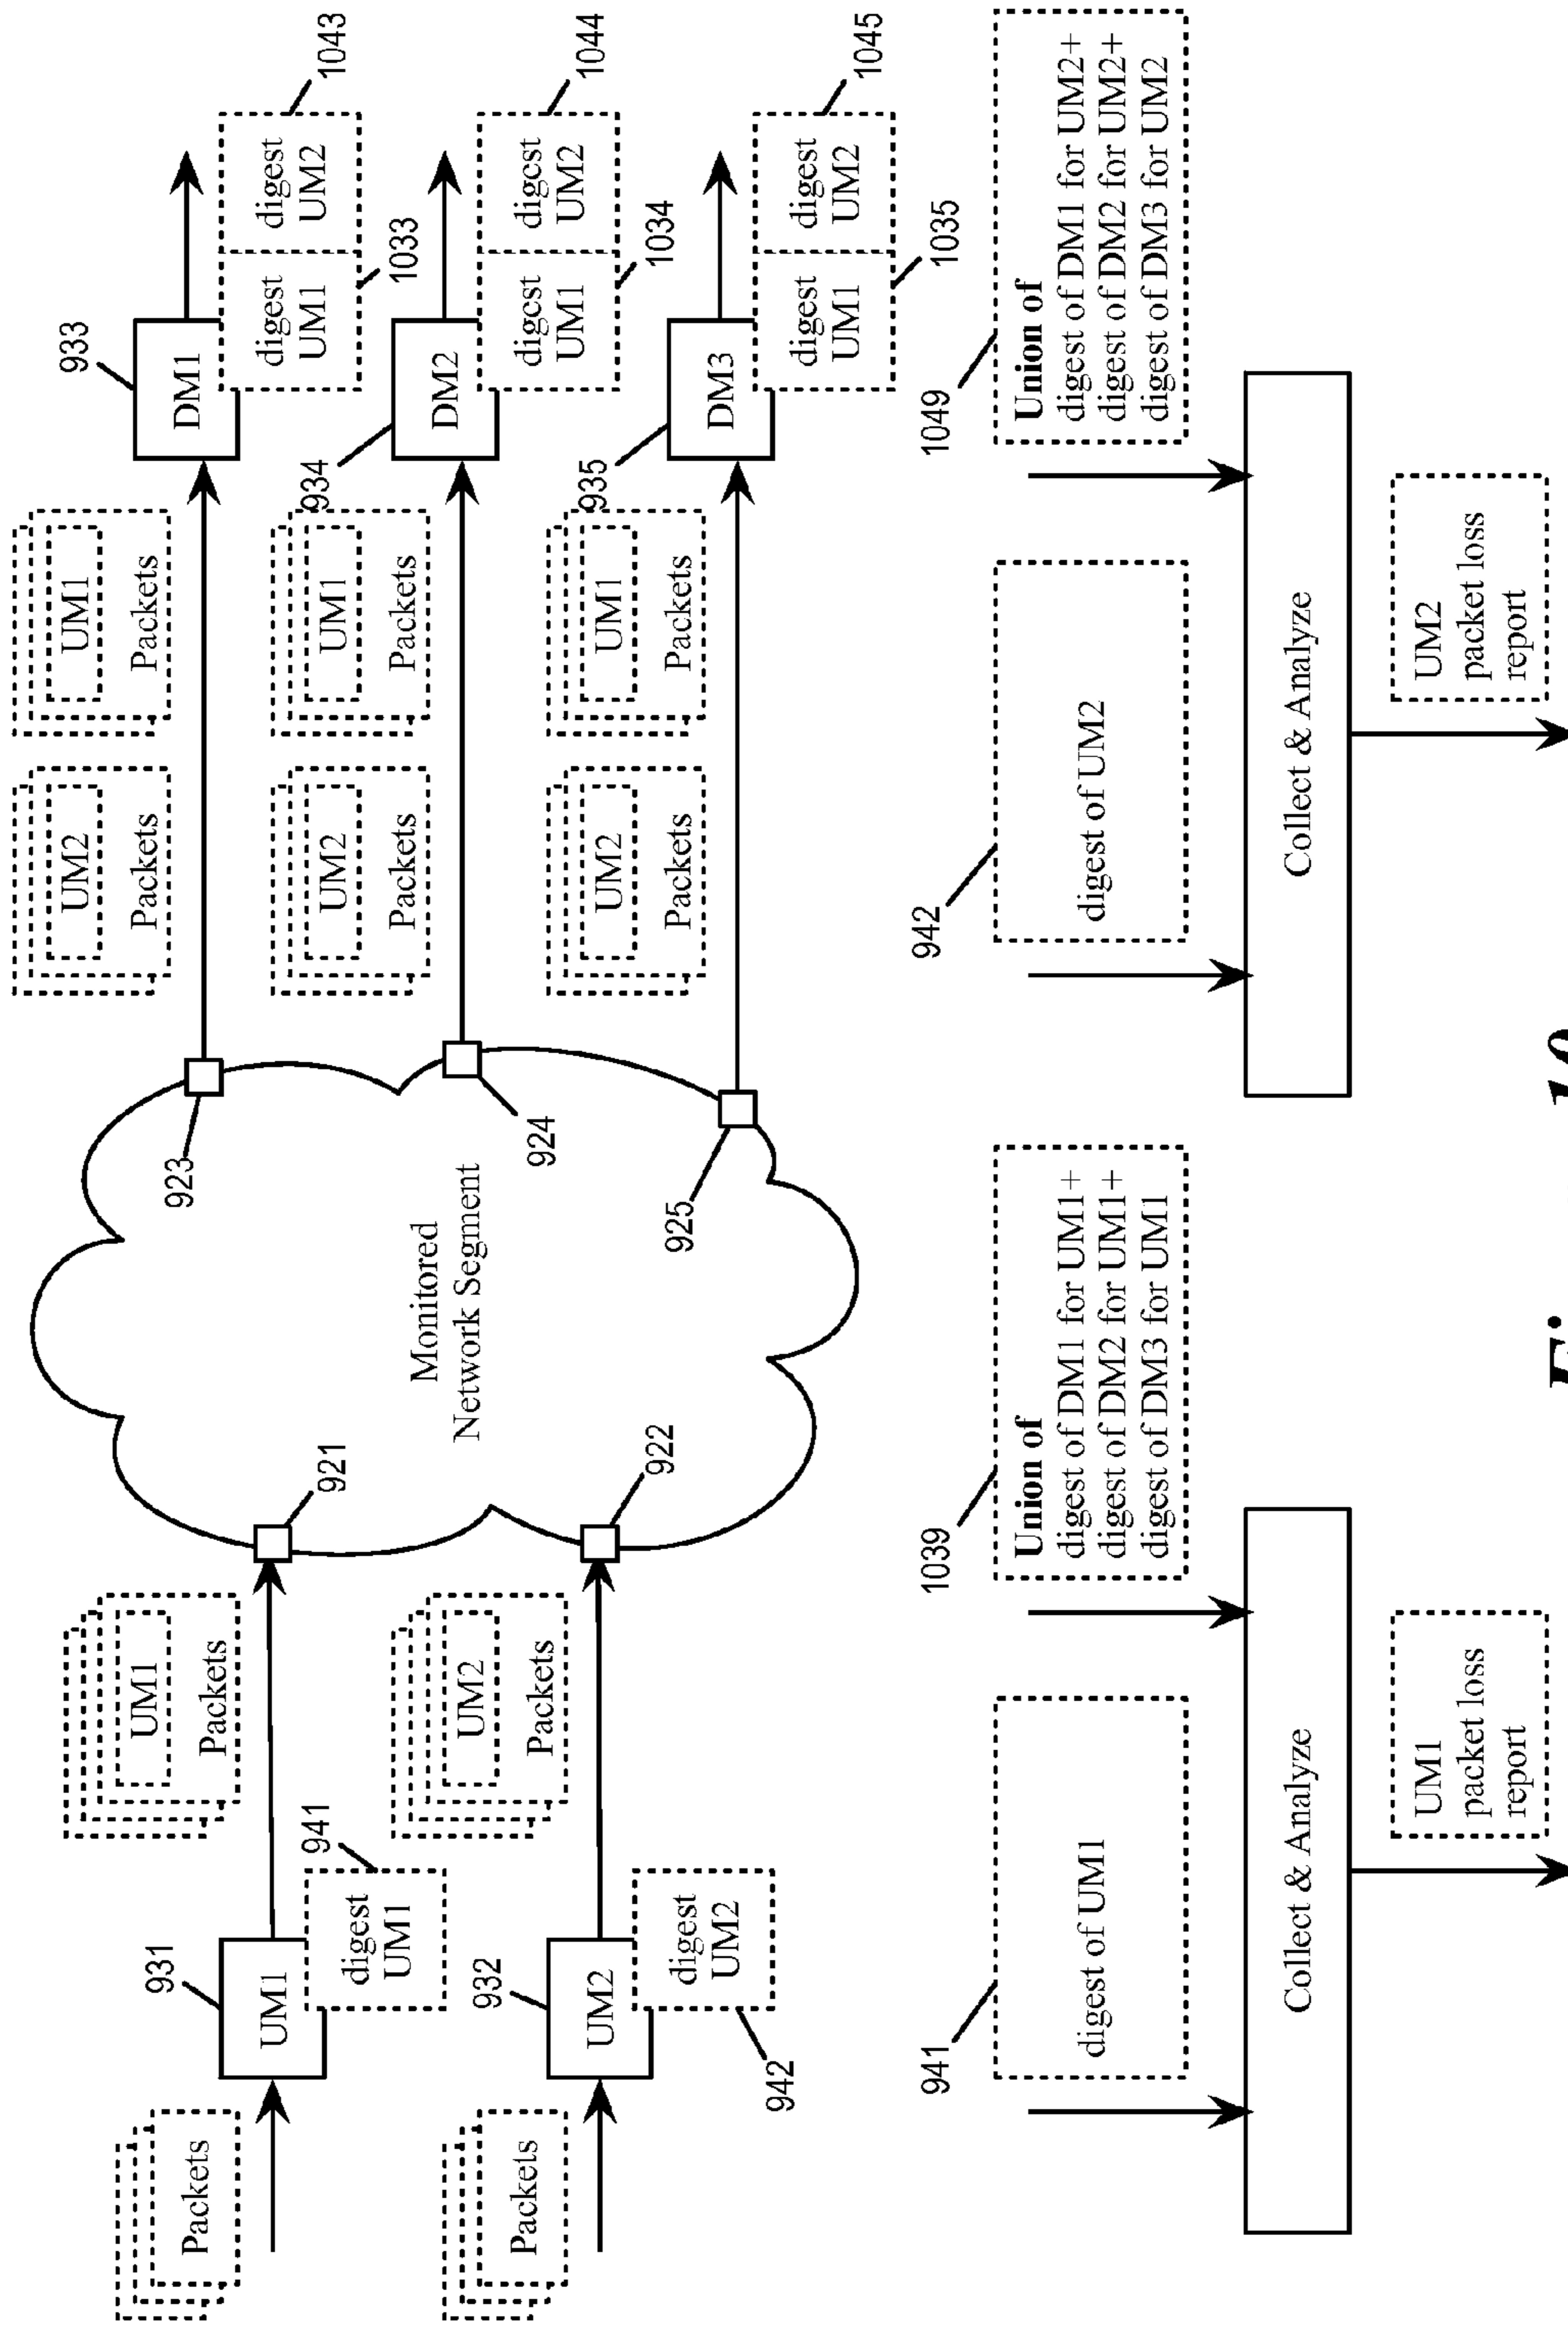 Packets
931
UM1
digest
UM1
941
UM1
Packets
921
Packets
932
UM2
digest
UM2
942
UM2
Packets
922
Monitored
Network Segment
923
924
925
UM2
Packets
UM1
Packets
933
DM1
digest
UM1
1033
digest
UM2
1043
UM2
Packets
UM1
Packets
934
DM2
digest
UM1
1034
digest
UM2
1044
UM2
Packets
UM1
Packets
935
DM3
digest
UM1
1035
digest
UM2
1045
941
digest of UM1
1039
Union of
digest of DM1 for UM1+
digest of DM2 for UM1+
digest of DM3 for UM1
Collect & Analyze
UM1
packet loss
report
942
digest of UM2
1049
Union of
digest of DM1 for UM2+
digest of DM2 for UM2+
digest of DM3 for UM2
Collect & Analyze
UM2
packet loss
report